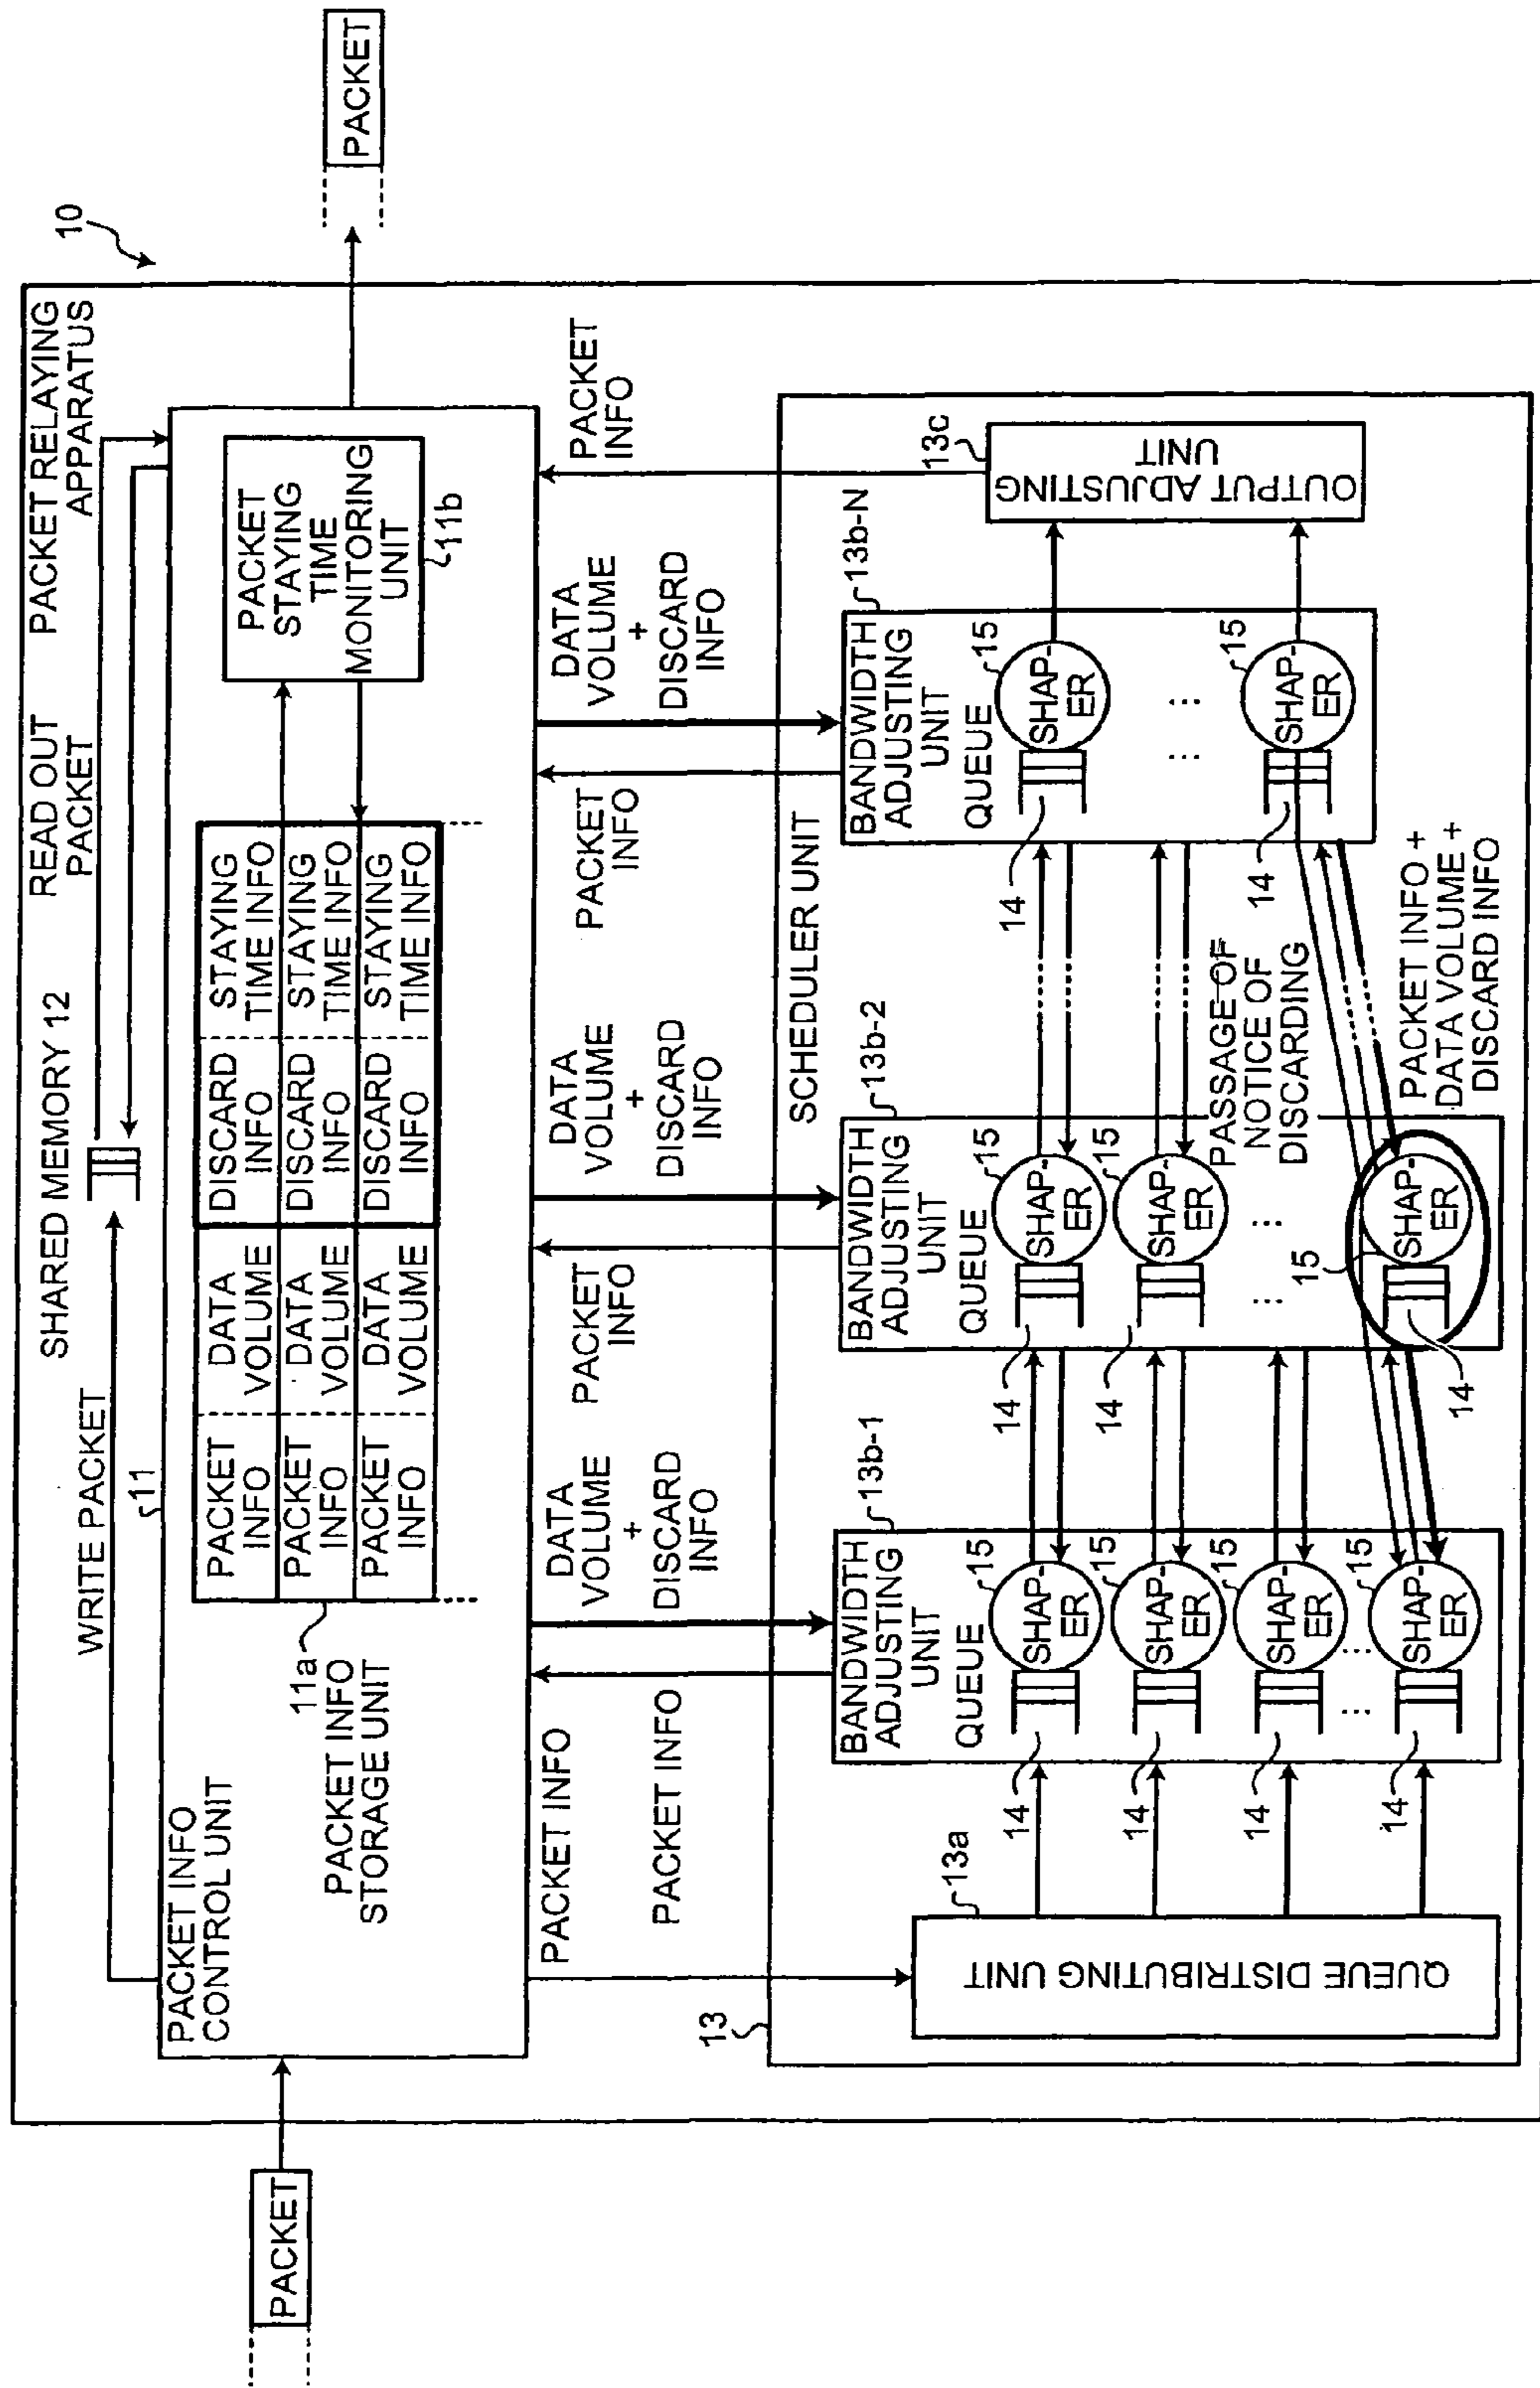 PACKET RELAYING
APPARATUS
10
SHARED MEMORY 12
READ OUT
PACKET
WRITE PACKET
11
PACKET INFO
CONTROL UNIT
PACKET
PACKET
11a
PACKET INFO
STORAGE UNIT
PACKET
INFO
DATA
VOLUME
DISCARD
INFO
STAYING
TIME INFO
PACKET
INFO
DATA
VOLUME
DISCARD
INFO
STAYING
TIME INFO
PACKET
INFO
DATA
VOLUME
DISCARD
INFO
STAYING
TIME INFO
PACKET
STAYING
TIME
MONITORING
UNIT
11b
PACKET INFO
PACKET INFO
DATA
VOLUME
+
DISCARD
INFO
PACKET
INFO
DATA
VOLUME
+
DISCARD
INFO
PACKET
INFO
DATA
VOLUME
+
DISCARD
INFO
PACKET
INFO
13
SCHEDULER UNIT
13a
QUEUE DISTRIBUTING UNIT
13b-1
BANDWIDTH
ADJUSTING
UNIT
QUEUE
14
15
SHAP-
ER
14
15
SHAP-
ER
14
15
SHAP-
ER
...
...
14
15
SHAP-
ER
13b-2
BANDWIDTH
ADJUSTING
UNIT
QUEUE
14
15
SHAP-
ER
14
15
SHAP-
ER
...
...
14
15
SHAP-
ER
PASSAGE OF
NOTICE OF
DISCARDING
13b-N
BANDWIDTH
ADJUSTING
UNIT
QUEUE
14
15
SHAP-
ER
...
...
14
15
SHAP-
ER
PACKET INFO +
DATA VOLUME +
DISCARD INFO
13c
OUTPUT ADJUSTING
UNIT